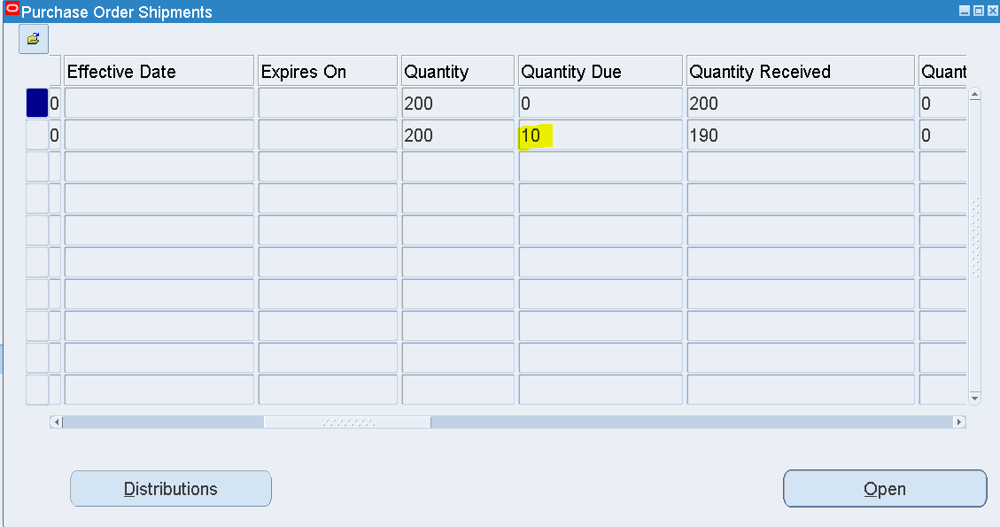 Purchase Order Shipments
Effective Date Expires On Quantity Quantity Due Quantity Received Quant
0 200 0 200 0
0 200 10 190 0
Distributions Open